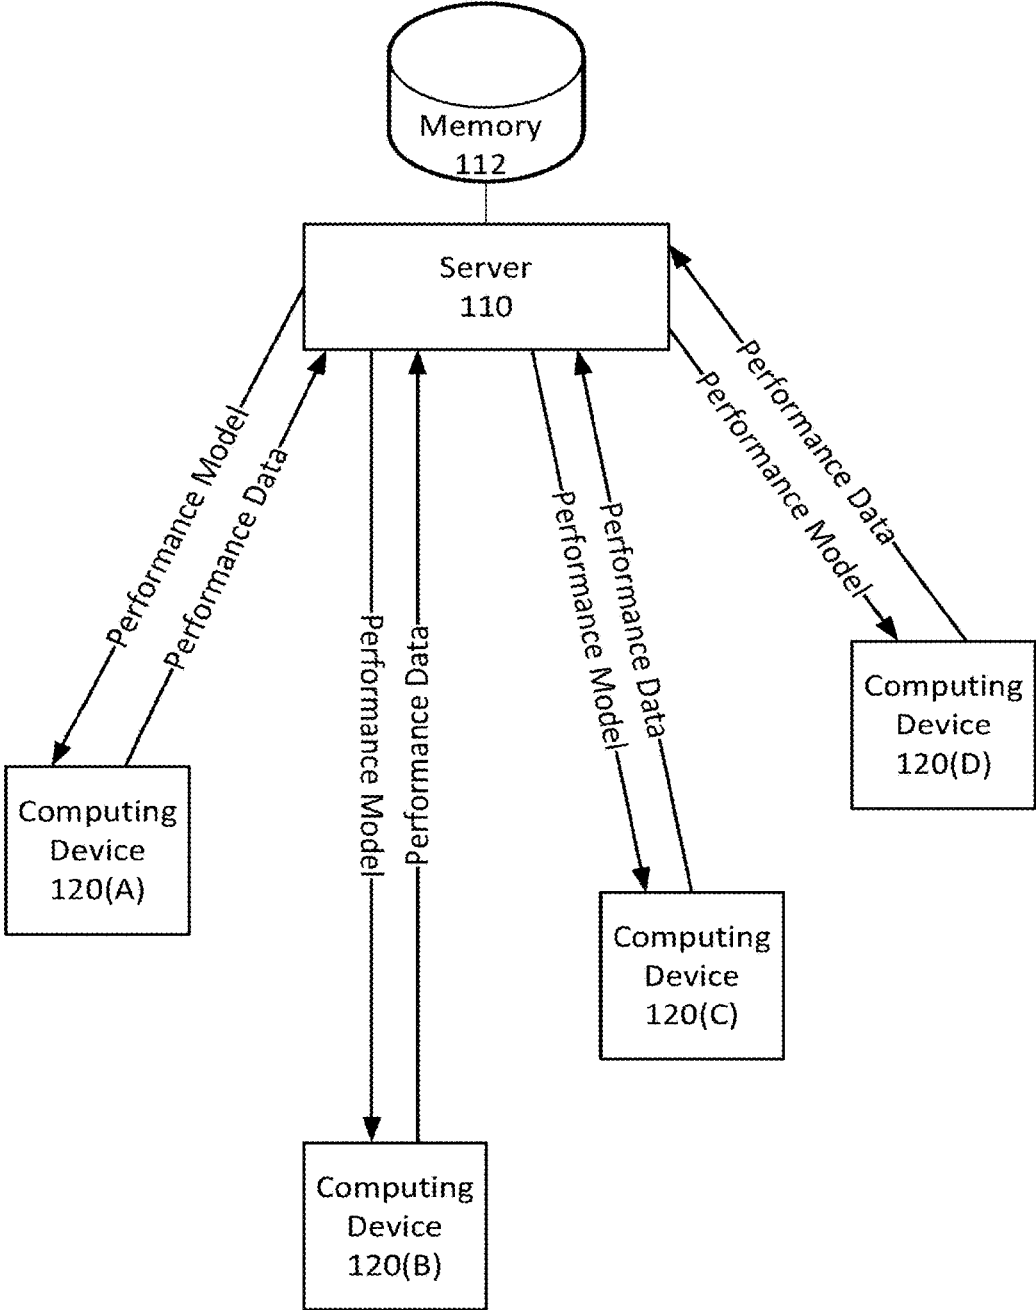 Memory
112
Server
110
Performance Model
Performance Data
Performance Model
Performance Data
Performance Model
Performance Data
Performance Model
Performance Data
Computing
Device
120(D)
Computing
Device
120(A)
Computing
Device
120(C)
Computing
Device
120(B)